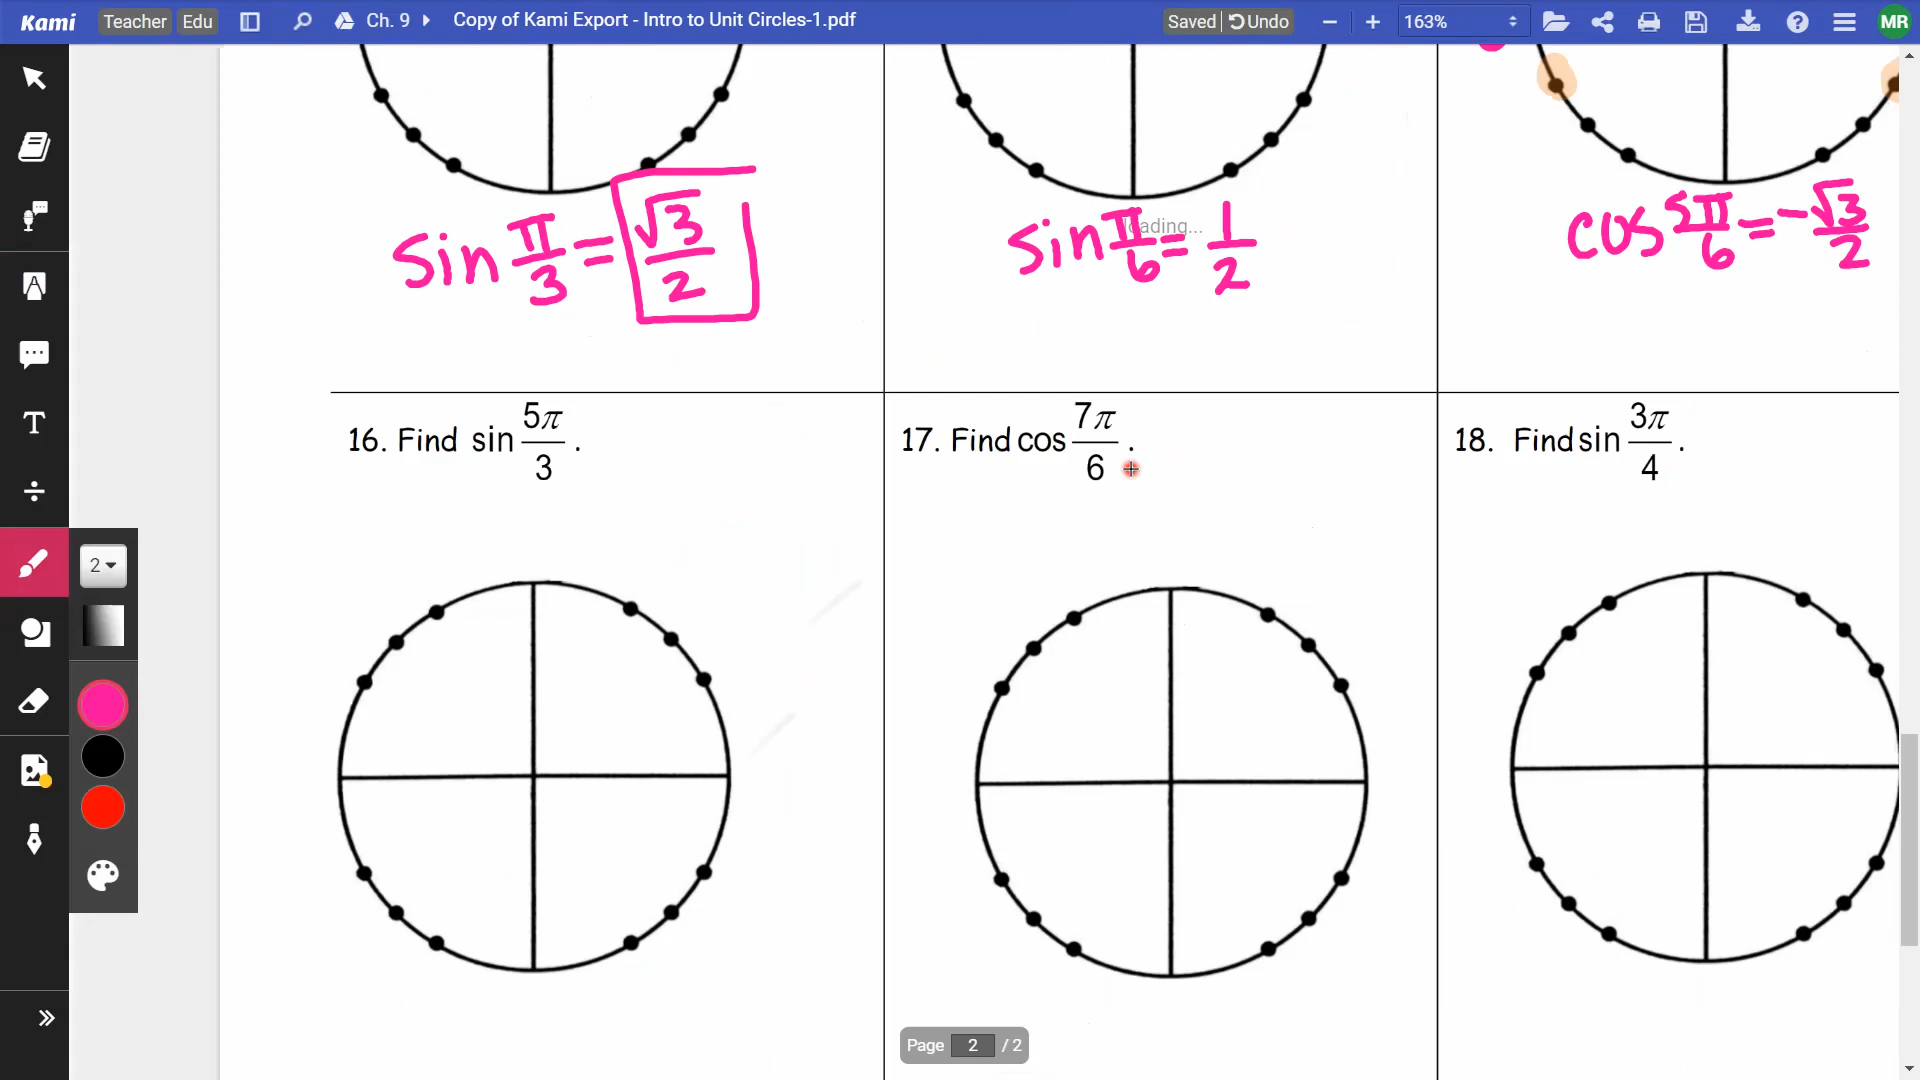 Kami Teacher Edu Ch. 9 Copy of Kami Export - Intro to Unit Circles-1.pdf Saved Undo 163% MR
sin π/3 = √3/2
loading...
sin π/6 = 1/2
cos 5π/6 = -√3/2
16. Find sin 5π/3 .
17. Find cos 7π/6 .
18. Find sin 3π/4 .
2
Page 2 / 2